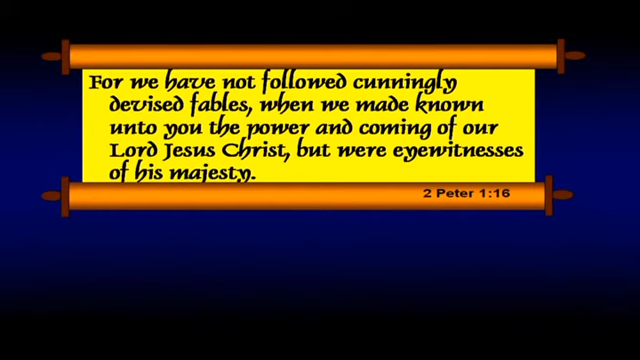 For we have not followed cunningly
devised fables, when we made known
unto you the power and coming of our
Lord Jesus Christ, but were eyewitnesses
of his majesty.
2 Peter 1:16